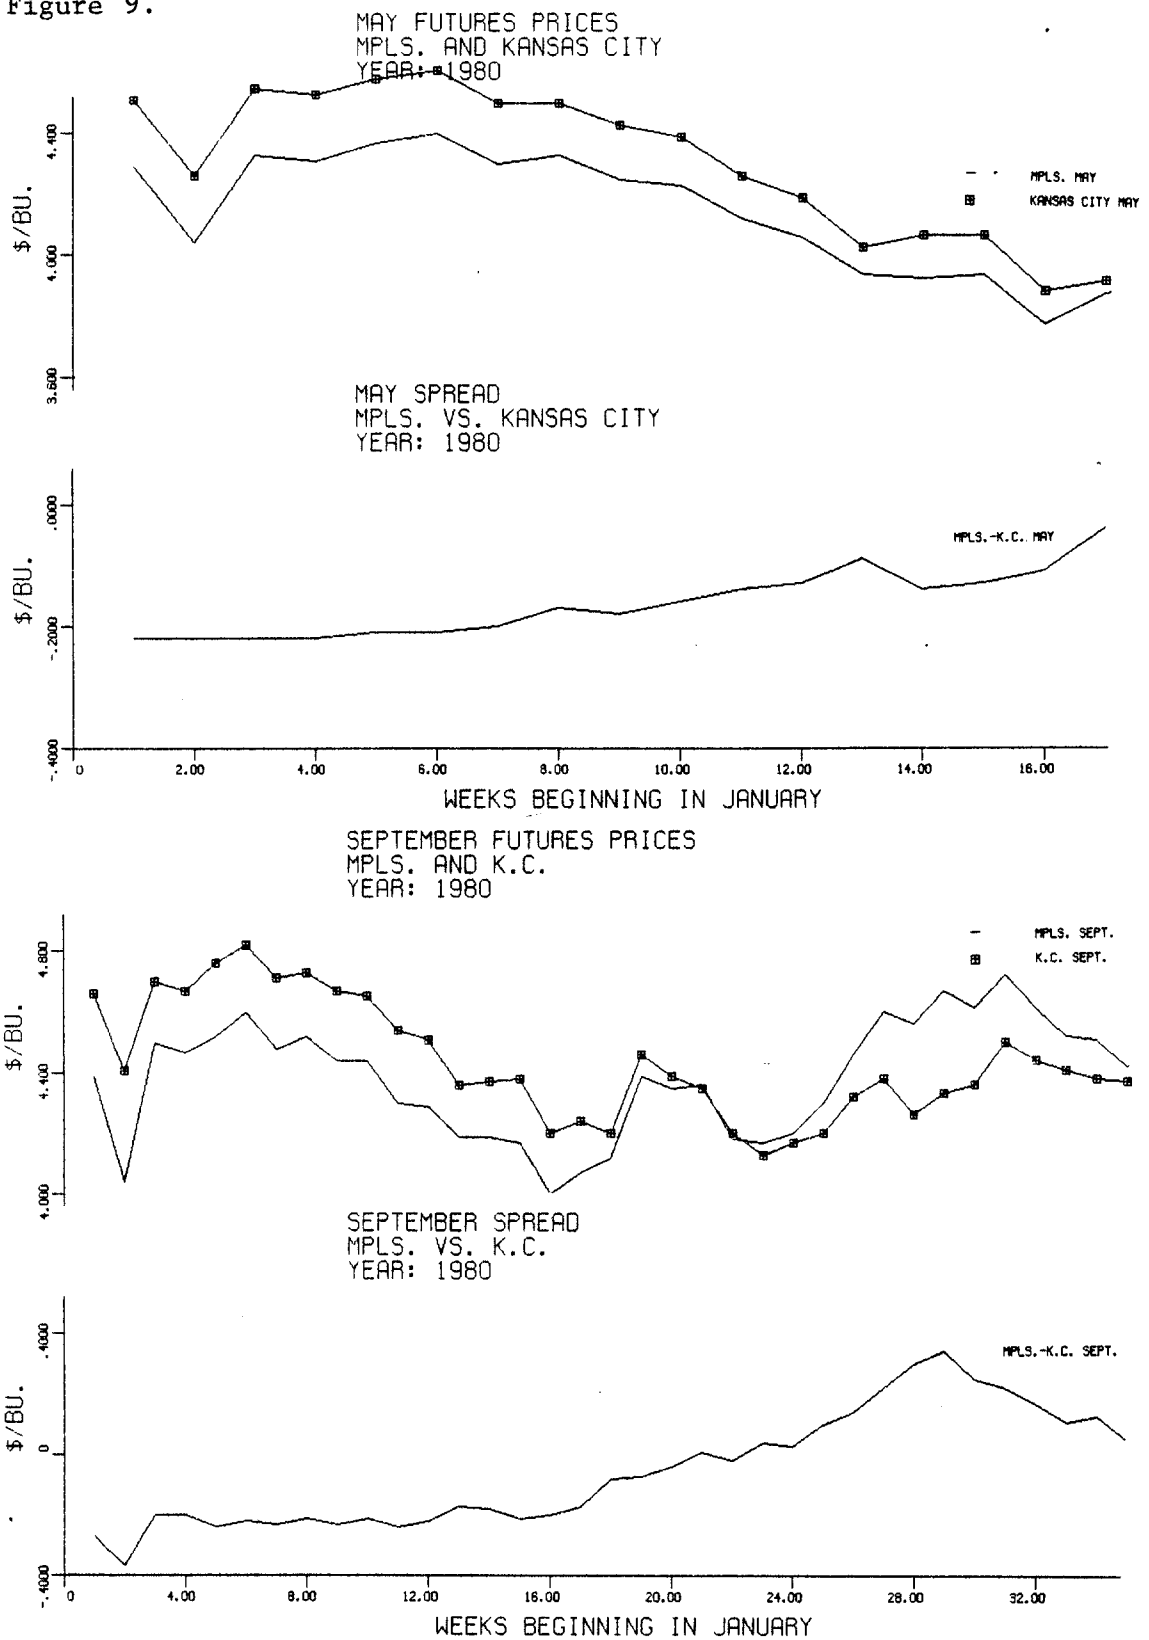 Figure 9.
MAY FUTURES PRICES
MPLS. AND KANSAS CITY
YEAR: 1980
$/BU.
4.400
4.000
3.600
MPLS. MAY
KANSAS CITY MAY
MAY SPREAD
MPLS. VS. KANSAS CITY
YEAR: 1980
$/BU.
.0000
-.2000
-.4000
MPLS.-K.C. MAY
0 2.00 4.00 6.00 8.00 10.00 12.00 14.00 16.00
WEEKS BEGINNING IN JANUARY
SEPTEMBER FUTURES PRICES
MPLS. AND K.C.
YEAR: 1980
$/BU.
4.800
4.400
4.000
MPLS. SEPT.
K.C. SEPT.
SEPTEMBER SPREAD
MPLS. VS. K.C.
YEAR: 1980
$/BU.
.4000
0
-.4000
MPLS.-K.C. SEPT.
0 4.00 8.00 12.00 16.00 20.00 24.00 28.00 32.00
WEEKS BEGINNING IN JANUARY